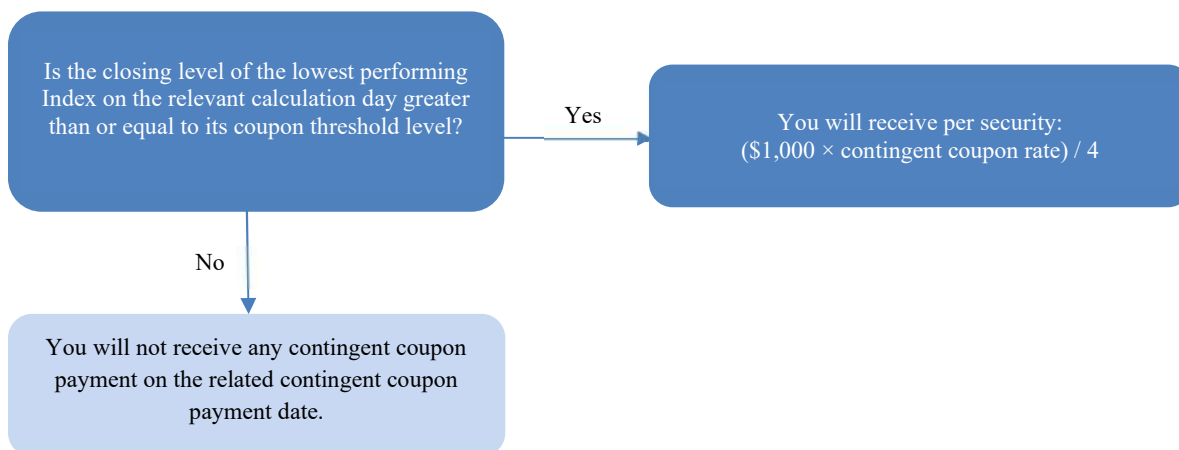 Is the closing level of the lowest performing
Index on the relevant calculation day greater
than or equal to its coupon threshold level?
Yes
You will receive per security:
($1,000 × contingent coupon rate) / 4
No
You will not receive any contingent coupon
payment on the related contingent coupon
payment date.